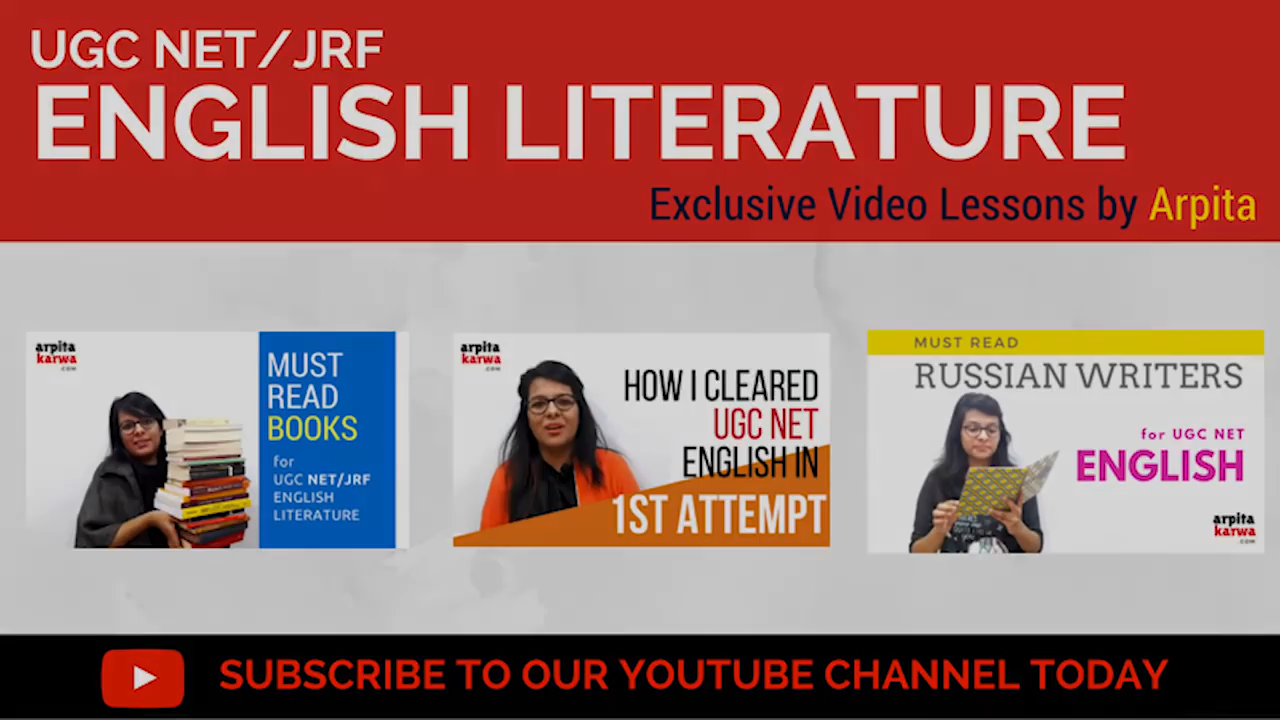 UGC NET/JRF
ENGLISH LITERATURE
Exclusive Video Lessons by Arpita
arpita
karwa
.COM
MUST
READ
BOOKS
for
UGC NET/JRF
ENGLISH
LITERATURE
arpita
karwa
.COM
HOW I CLEARED
UGC NET
ENGLISH IN
1ST ATTEMPT
MUST READ
RUSSIAN WRITERS
for UGC NET
ENGLISH
arpita
karwa
.COM
SUBSCRIBE TO OUR YOUTUBE CHANNEL TODAY